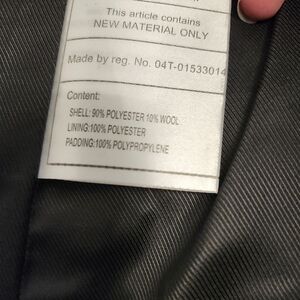 This article contains
NEW MATERIAL ONLY
Made by reg. No. 04T-01533014
Content:
SHELL: 90% POLYESTER 10% WOOL
LINING:100% POLYESTER
PADDING:100% POLYPROPYLENE